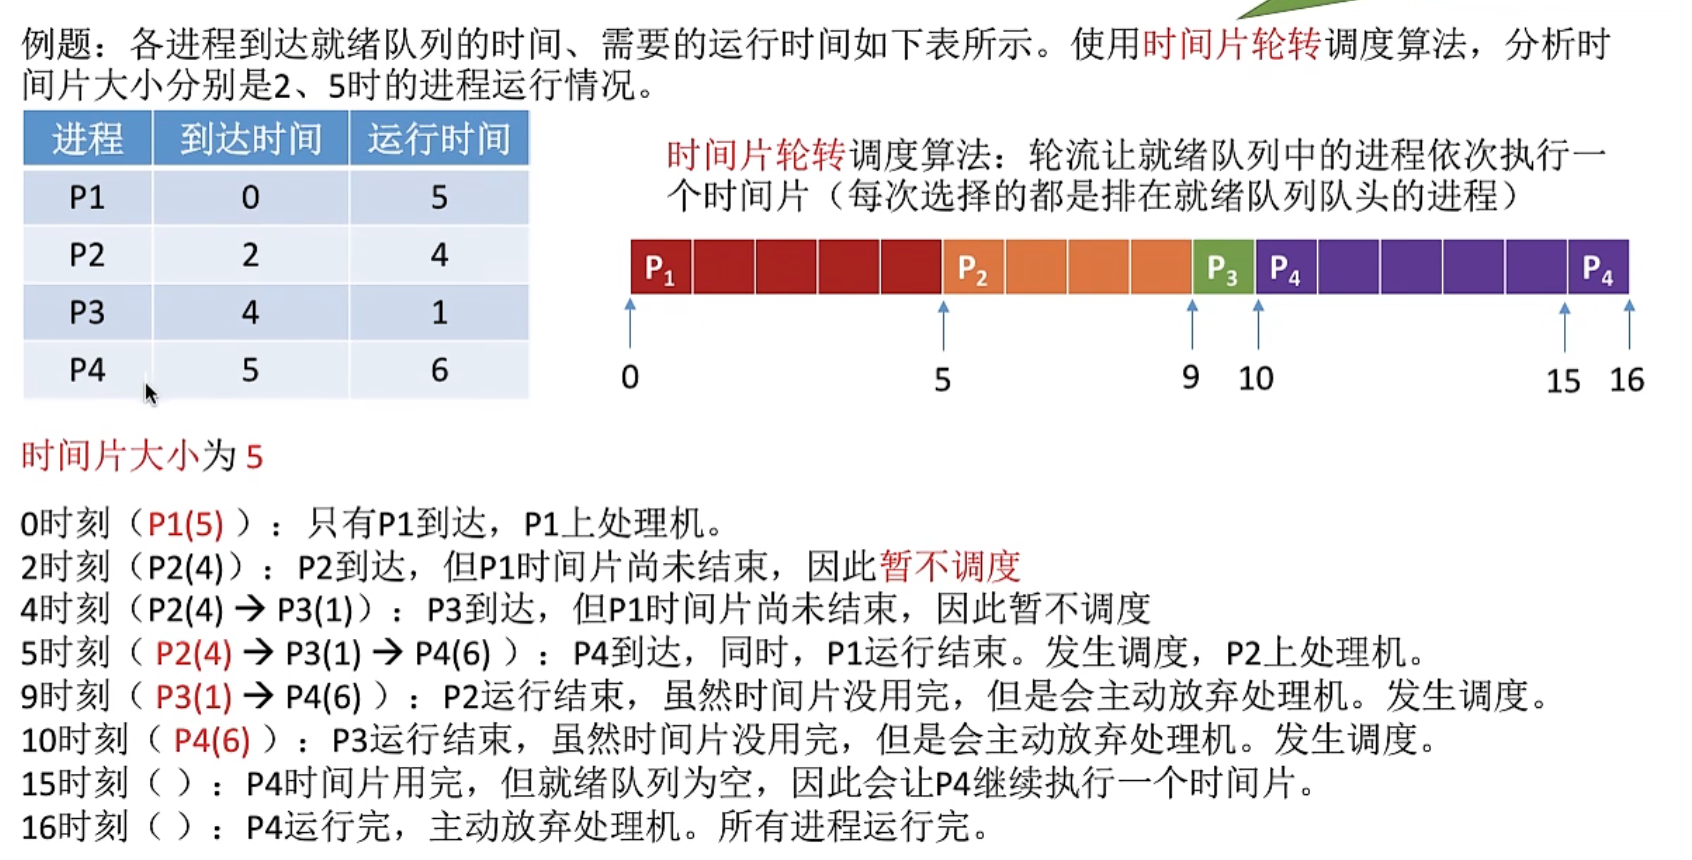 例题：各进程到达就绪队列的时间、需要的运行时间如下表所示。使用时间片轮转调度算法，分析时
间片大小分别是2、5时的进程运行情况。
进程 到达时间 运行时间
P1 0 5
P2 2 4
P3 4 1
P4 5 6
时间片轮转调度算法：轮流让就绪队列中的进程依次执行一
个时间片（每次选择的都是排在就绪队列队头的进程）
P1 P2 P3 P4 P4
0 5 9 10 15 16
时间片大小为 5
0时刻（P1(5) ）：只有P1到达，P1上处理机。
2时刻（P2(4)）：P2到达，但P1时间片尚未结束，因此暂不调度
4时刻（P2(4) → P3(1)）：P3到达，但P1时间片尚未结束，因此暂不调度
5时刻（ P2(4) → P3(1) → P4(6) ）：P4到达，同时，P1运行结束。发生调度，P2上处理机。
9时刻（ P3(1) → P4(6) ）：P2运行结束，虽然时间片没用完，但是会主动放弃处理机。发生调度。
10时刻（ P4(6) ）：P3运行结束，虽然时间片没用完，但是会主动放弃处理机。发生调度。
15时刻（ ）：P4时间片用完，但就绪队列为空，因此会让P4继续执行一个时间片。
16时刻（ ）：P4运行完，主动放弃处理机。所有进程运行完。